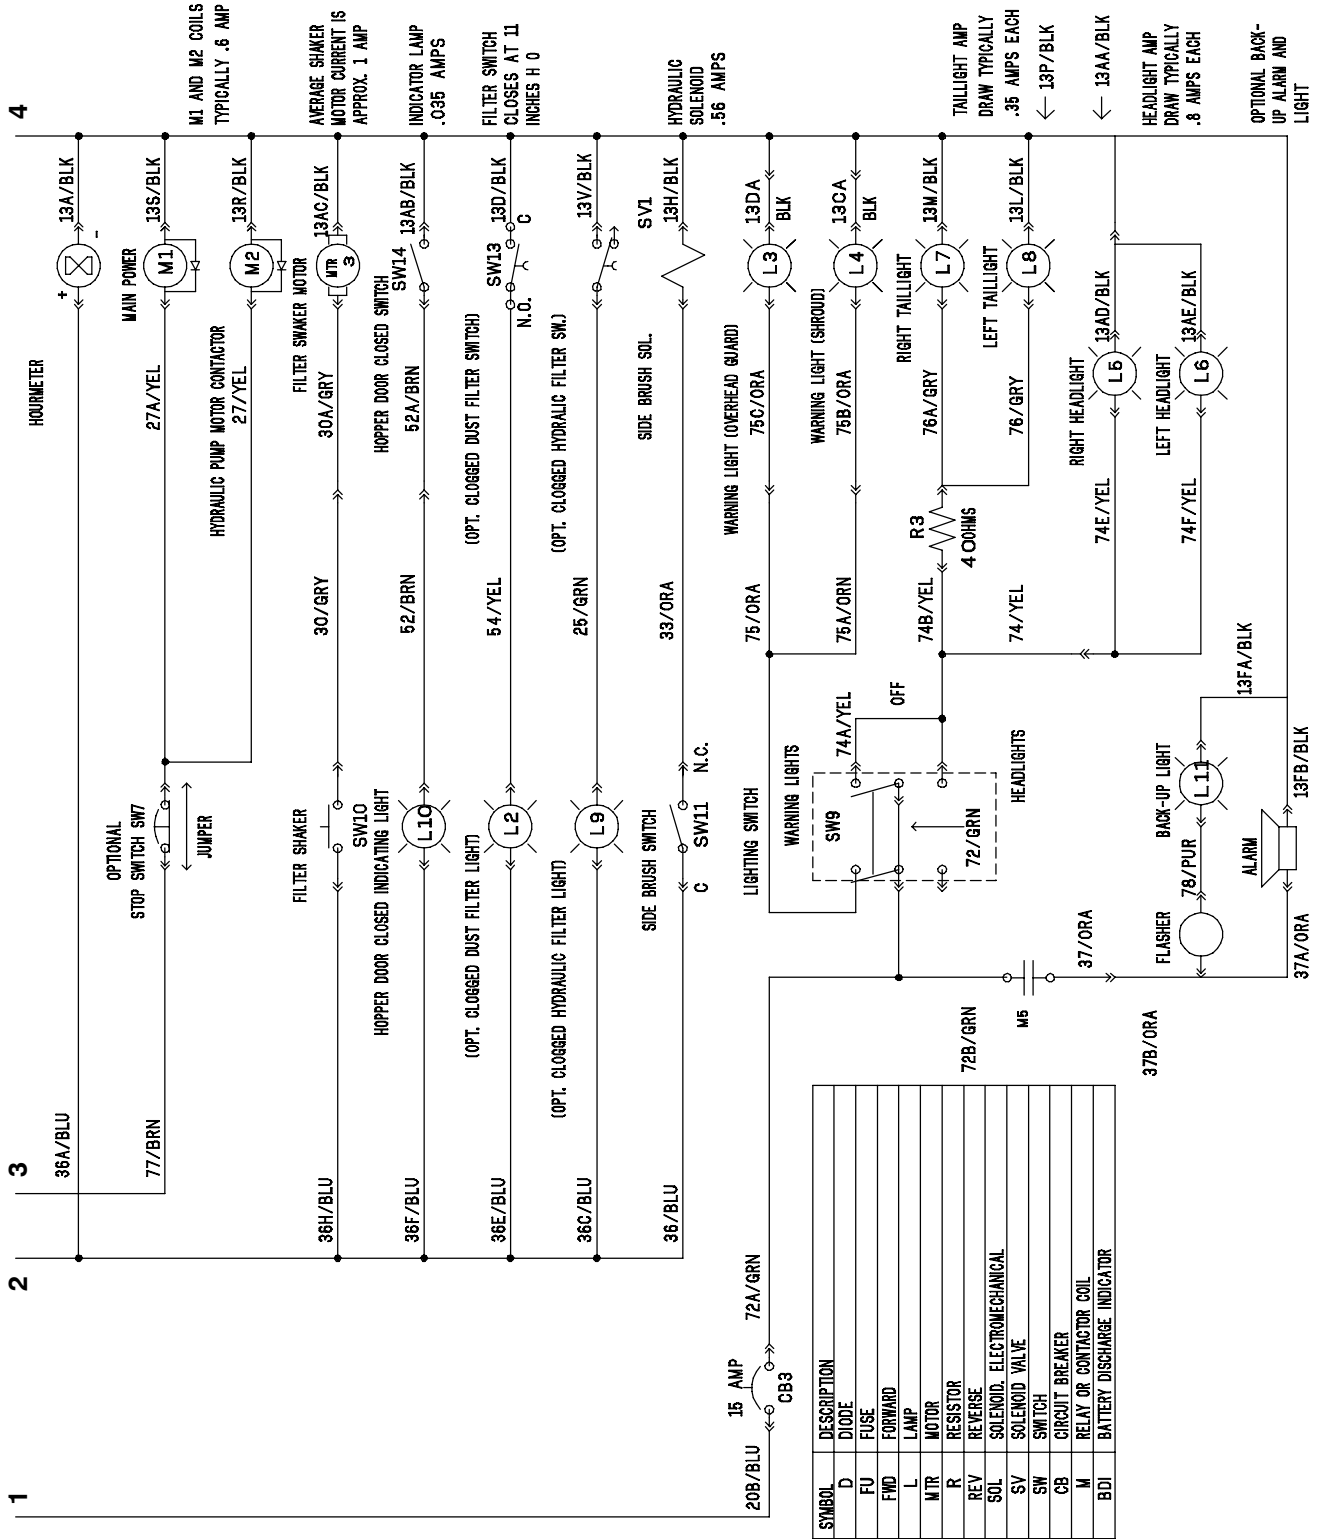 1
2
3
4
36A/BLU
HOURMETER
+
-
13A/BLK
77/BRN
OPTIONAL
STOP SWITCH SW7
JUMPER
27A/YEL
MAIN POWER
M1
13S/BLK
M1 AND M2 COILS
TYPICALLY .6 AMP
HYDRAULIC PUMP MOTOR CONTACTOR
27/YEL
M2
13R/BLK
36H/BLU
FILTER SHAKER
SW10
30/GRY
30A/GRY
FILTER SWAKER MOTOR
MTR
3
13AC/BLK
AVERAGE SHAKER
MOTOR CURRENT IS
APPROX. 1 AMP
36F/BLU
HOPPER DOOR CLOSED INDICATING LIGHT
L10
52/BRN
52A/BRN
HOPPER DOOR CLOSED SWITCH
SW14
13AB/BLK
INDICATOR LAMP
.035 AMPS
36E/BLU
(OPT. CLOGGED DUST FILTER LIGHT)
L2
54/YEL
(OPT. CLOGGED DUST FILTER SWITCH)
SW13
N.O.
C
13D/BLK
FILTER SWITCH
CLOSES AT 11
INCHES H O
36C/BLU
(OPT. CLOGGED HYDRAULIC FILTER LIGHT)
L9
25/GRN
(OPT. CLOGGED HYDRALIC FILTER SW.)
13V/BLK
36/BLU
SIDE BRUSH SWITCH
C
SW11
N.C.
33/ORA
SIDE BRUSH SOL.
SV1
13H/BLK
HYDRAULIC
SOLENOID
.56 AMPS
20B/BLU
15 AMP
CB3
72A/GRN
LIGHTING SWITCH
WARNING LIGHTS
SW9
72/GRN
HEADLIGHTS
74A/YEL
OFF
75/ORA
WARNING LIGHT (OVERHEAD GUARD)
75C/ORA
L3
13DA
BLK
75A/ORN
WARNING LIGHT (SHROUD)
75B/ORA
L4
13CA
BLK
74B/YEL
R3
40OHMS
76A/GRY
RIGHT TAILLIGHT
L7
13M/BLK
TAILLIGHT AMP
DRAW TYPICALLY
.35 AMPS EACH
76/GRY
LEFT TAILLIGHT
L8
13L/BLK
13P/BLK
74/YEL
74E/YEL
RIGHT HEADLIGHT
L5
13AD/BLK
13AA/BLK
74F/YEL
LEFT HEADLIGHT
L6
13AE/BLK
HEADLIGHT AMP
DRAW TYPICALLY
.8 AMPS EACH
72B/GRN
M5
37/ORA
37B/ORA
FLASHER
78/PUR
BACK-UP LIGHT
L11
13FA/BLK
37A/ORA
ALARM
13FB/BLK
OPTIONAL BACK-
UP ALARM AND
LIGHT
SYMBOL DESCRIPTION
D DIODE
FU FUSE
FWD FORWARD
L LAMP
MTR MOTOR
R RESISTOR
REV REVERSE
SOL SOLENOID. ELECTROMECHANICAL
SV SOLENOID VALVE
SW SWITCH
CB CIRCUIT BREAKER
M RELAY OR CONTACTOR COIL
BDI BATTERY DISCHARGE INDICATOR